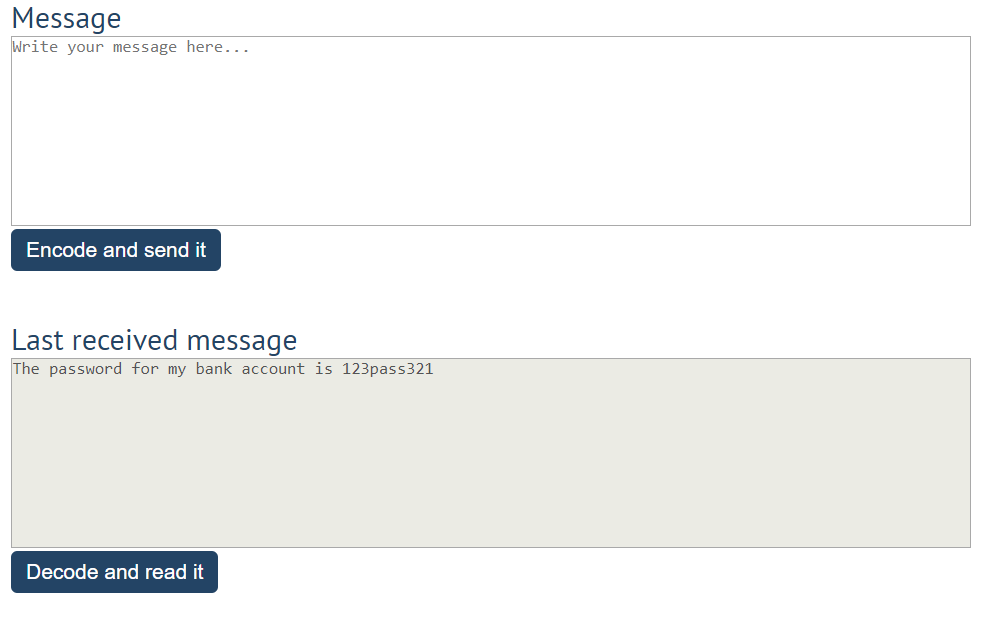 Message
Write your message here...
Encode and send it
Last received message
The password for my bank account is 123pass321
Decode and read it